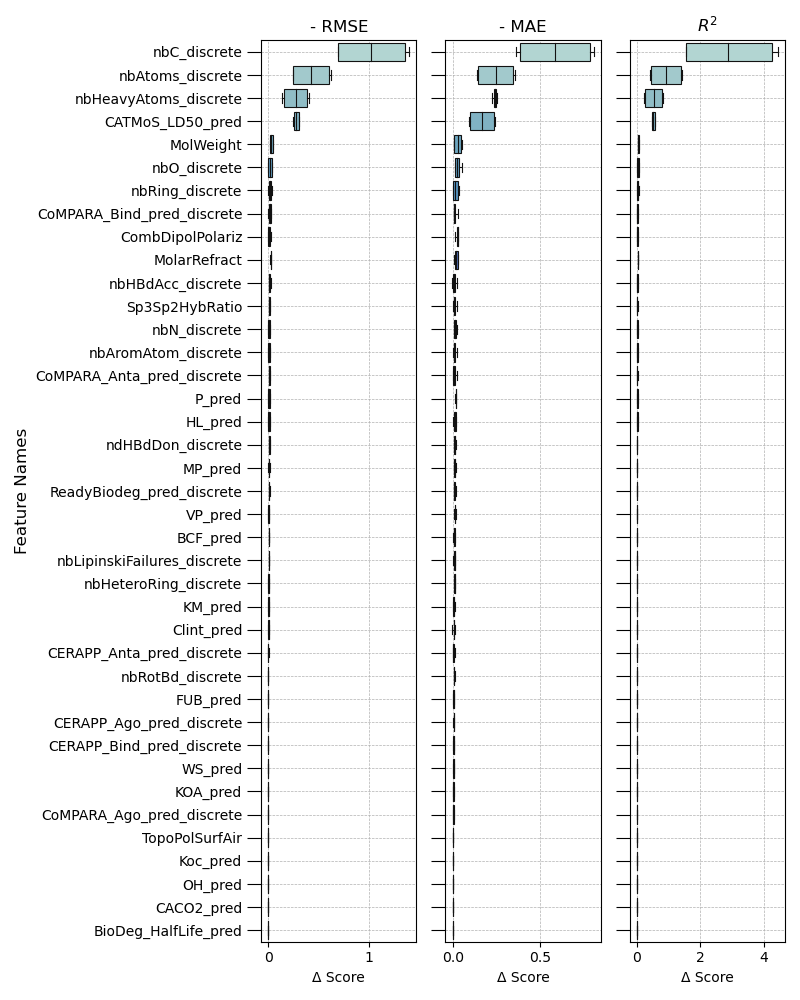 - RMSE
- MAE
R²
nbC_discrete
nbAtoms_discrete
nbHeavyAtoms_discrete
CATMoS_LD50_pred
MolWeight
nbO_discrete
nbRing_discrete
CoMPARA_Bind_pred_discrete
CombDipolPolariz
MolarRefract
nbHBdAcc_discrete
Sp3Sp2HybRatio
nbN_discrete
nbAromAtom_discrete
CoMPARA_Anta_pred_discrete
P_pred
HL_pred
ndHBdDon_discrete
MP_pred
ReadyBiodeg_pred_discrete
VP_pred
BCF_pred
nbLipinskiFailures_discrete
nbHeteroRing_discrete
KM_pred
Clint_pred
CERAPP_Anta_pred_discrete
nbRotBd_discrete
FUB_pred
CERAPP_Ago_pred_discrete
CERAPP_Bind_pred_discrete
WS_pred
KOA_pred
CoMPARA_Ago_pred_discrete
TopoPolSurfAir
Koc_pred
OH_pred
CACO2_pred
BioDeg_HalfLife_pred
Feature Names
0 1
0.0 0.5
0 2 4
Δ Score
Δ Score
Δ Score